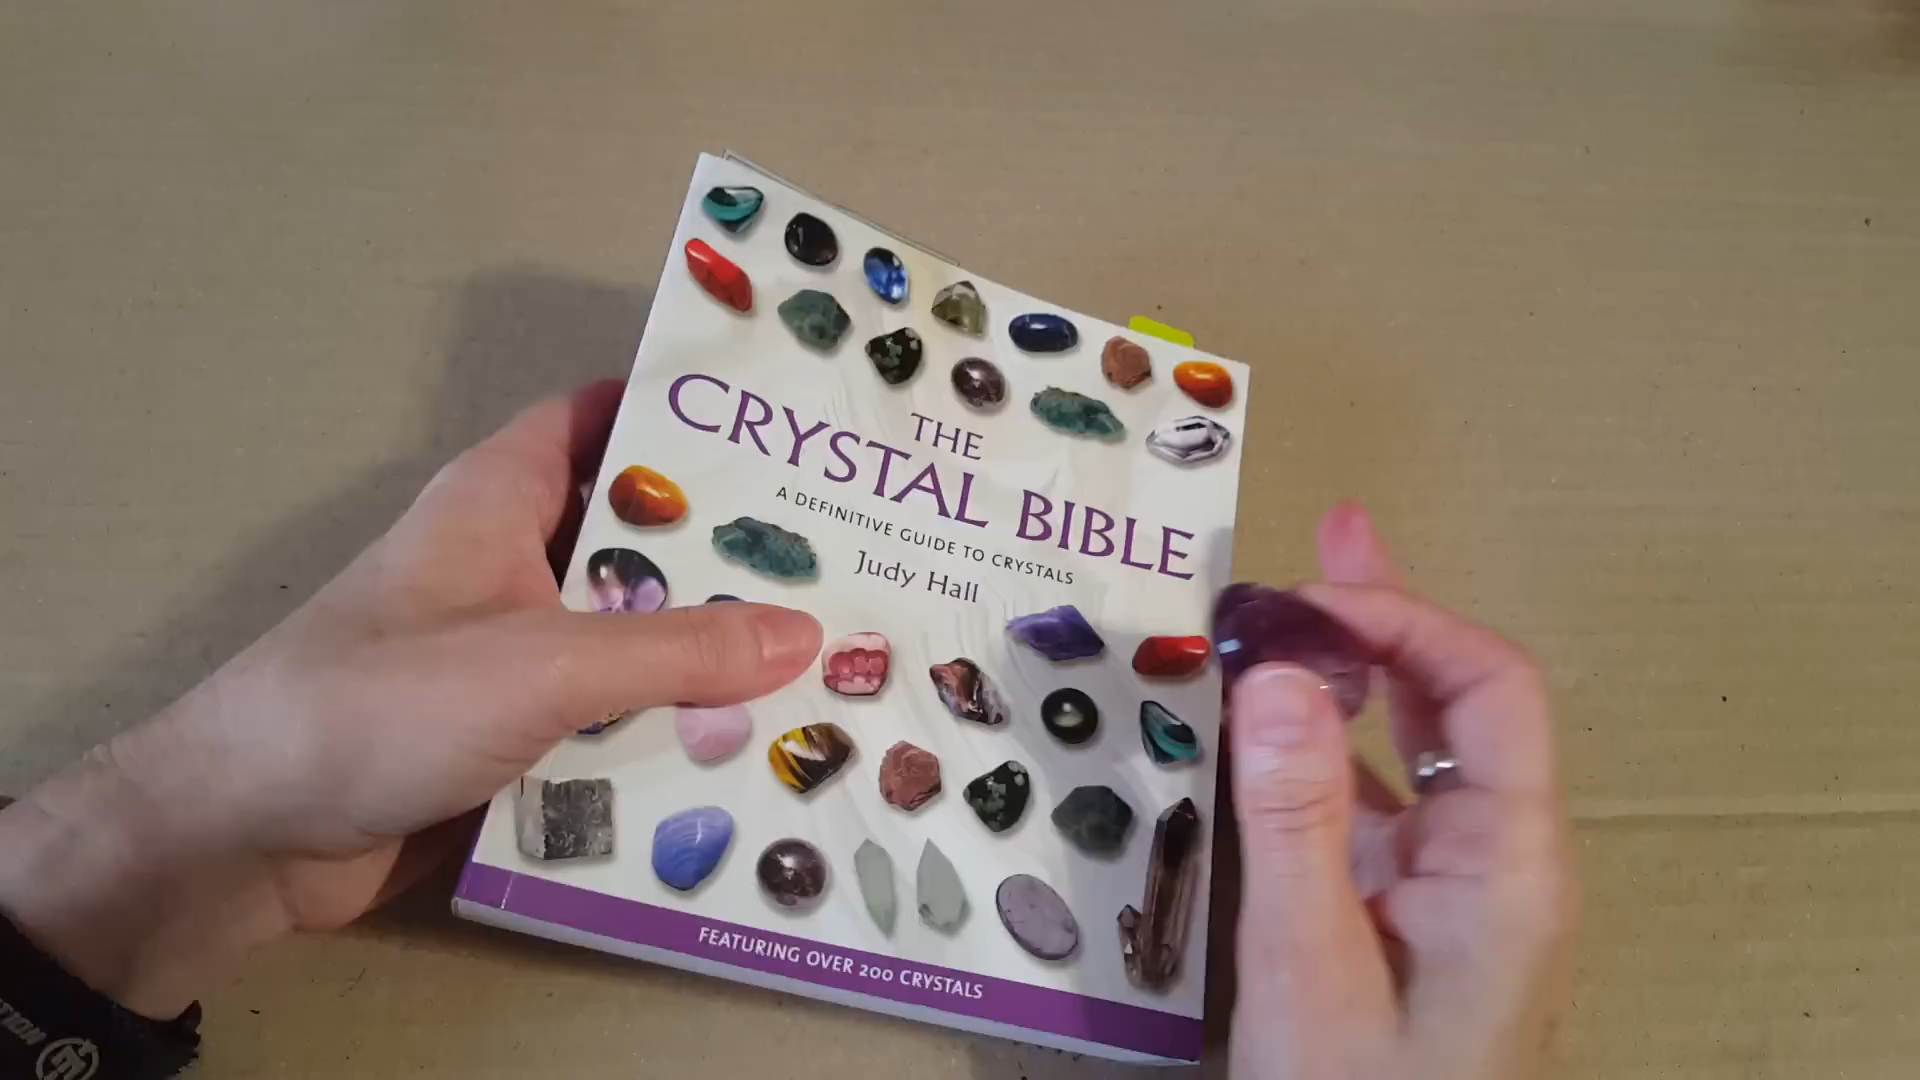 THE
CRYSTAL BIBLE
A DEFINITIVE GUIDE TO CRYSTALS
Judy Hall
FEATURING OVER 200 CRYSTALS